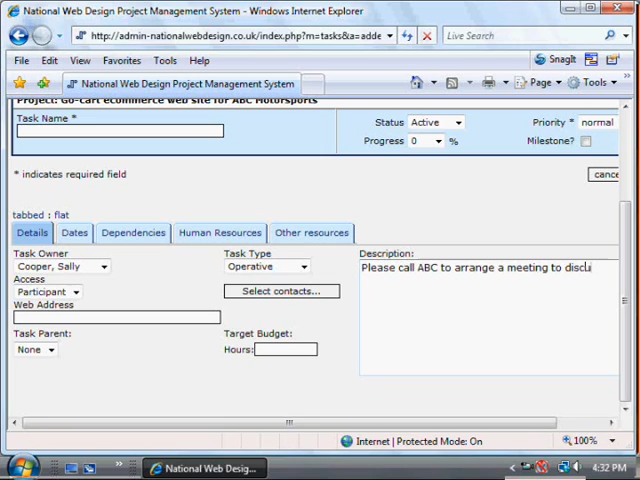 National Web Design Project Management System - Windows Internet Explorer
http://admin-nationalwebdesign.co.uk/index.php?m=tasks&a=adde
Live Search
File Edit View Favorites Tools Help
SnagIt
National Web Design Project Management System
Page Tools
Project: Go-Cart ecommerce web site for ABC Motorsports
Task Name *
Status Active
Priority * normal
Progress 0 %
Milestone?
* indicates required field
cance
tabbed : flat
Details Dates Dependencies Human Resources Other resources
Task Owner
Cooper, Sally
Access
Participant
Web Address
Task Parent:
None
Task Type
Operative
Select contacts...
Target Budget:
Hours:
Description:
Please call ABC to arrange a meeting to discu
Internet | Protected Mode: On
100%
National Web Desig...
4:32 PM